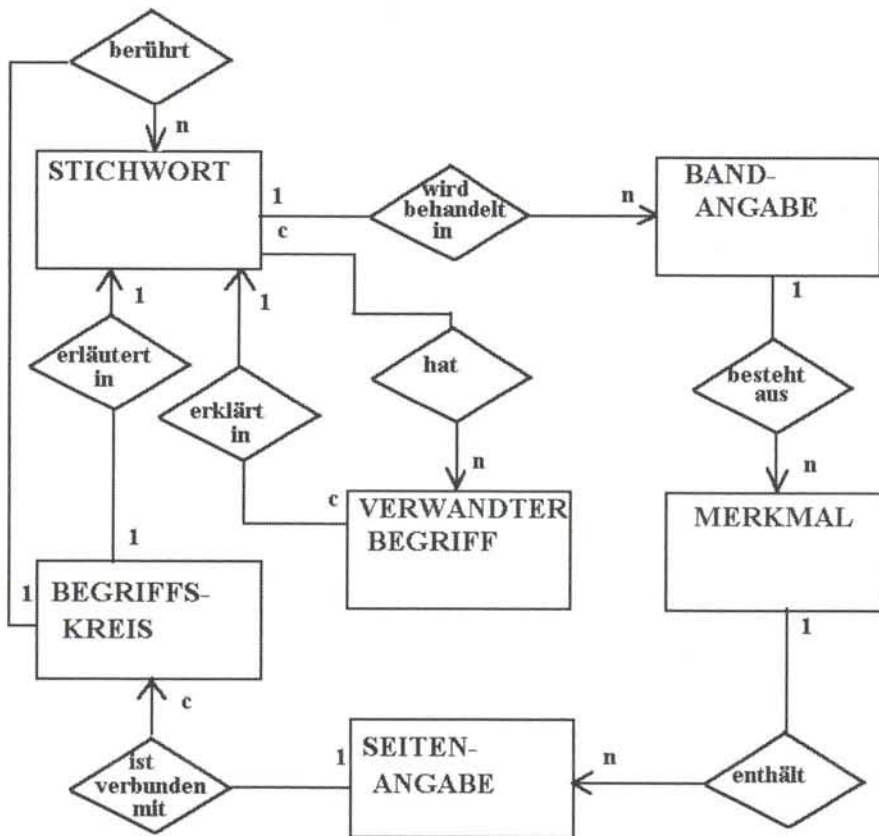 berührt
n
STICHWORT
1
c
wird
behandelt
in
n
BAND-
ANGABE
1
1
1
erläutert
in
erklärt
in
hat
besteht
aus
n
n
c
VERWANDTER
BEGRIFF
MERKMAL
1
1
1
BEGRIFFS-
KREIS
c
ist
verbunden
mit
1
SEITEN-
ANGABE
n
enthält